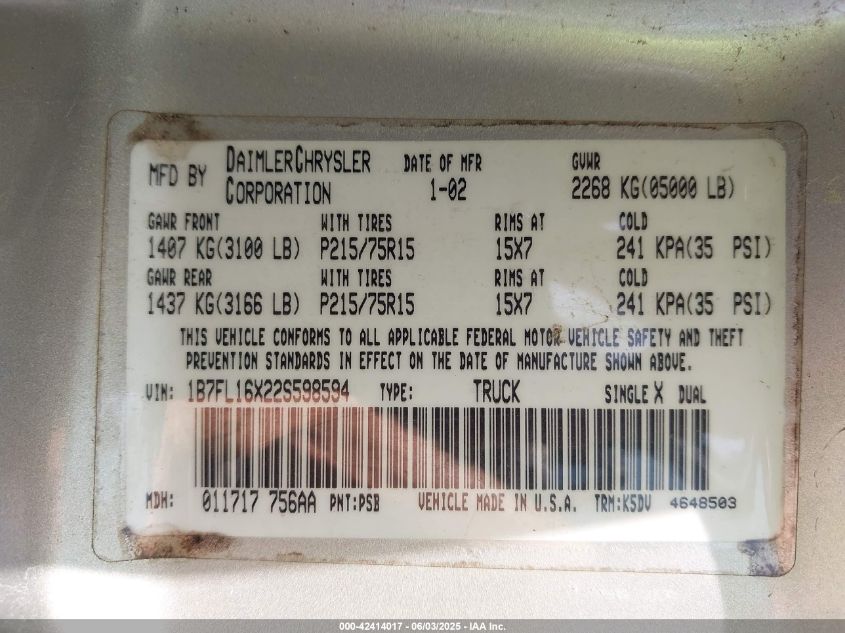 MFD BY DAIMLERCHRYSLER CORPORATION DATE OF MFR 1-02 GVWR 2268 KG(05000 LB)
GAWR FRONT WITH TIRES RIMS AT COLD
1407 KG(3100 LB) P215/75R15 15X7 241 KPA(35 PSI)
GAWR REAR WITH TIRES RIMS AT COLD
1437 KG(3166 LB) P215/75R15 15X7 241 KPA(35 PSI)
THIS VEHICLE CONFORMS TO ALL APPLICABLE FEDERAL MOTOR VEHICLE SAFETY AND THEFT
PREVENTION STANDARDS IN EFFECT ON THE DATE OF MANUFACTURE SHOWN ABOVE.
VIN: 1B7FL16X22S598594 TYPE: TRUCK SINGLE X DUAL
MDH: 011717 756AA PNT:PSB VEHICLE MADE IN U.S.A. TRM:K5DV 4648503
000-42414017 - 06/03/2025 - IAA Inc.